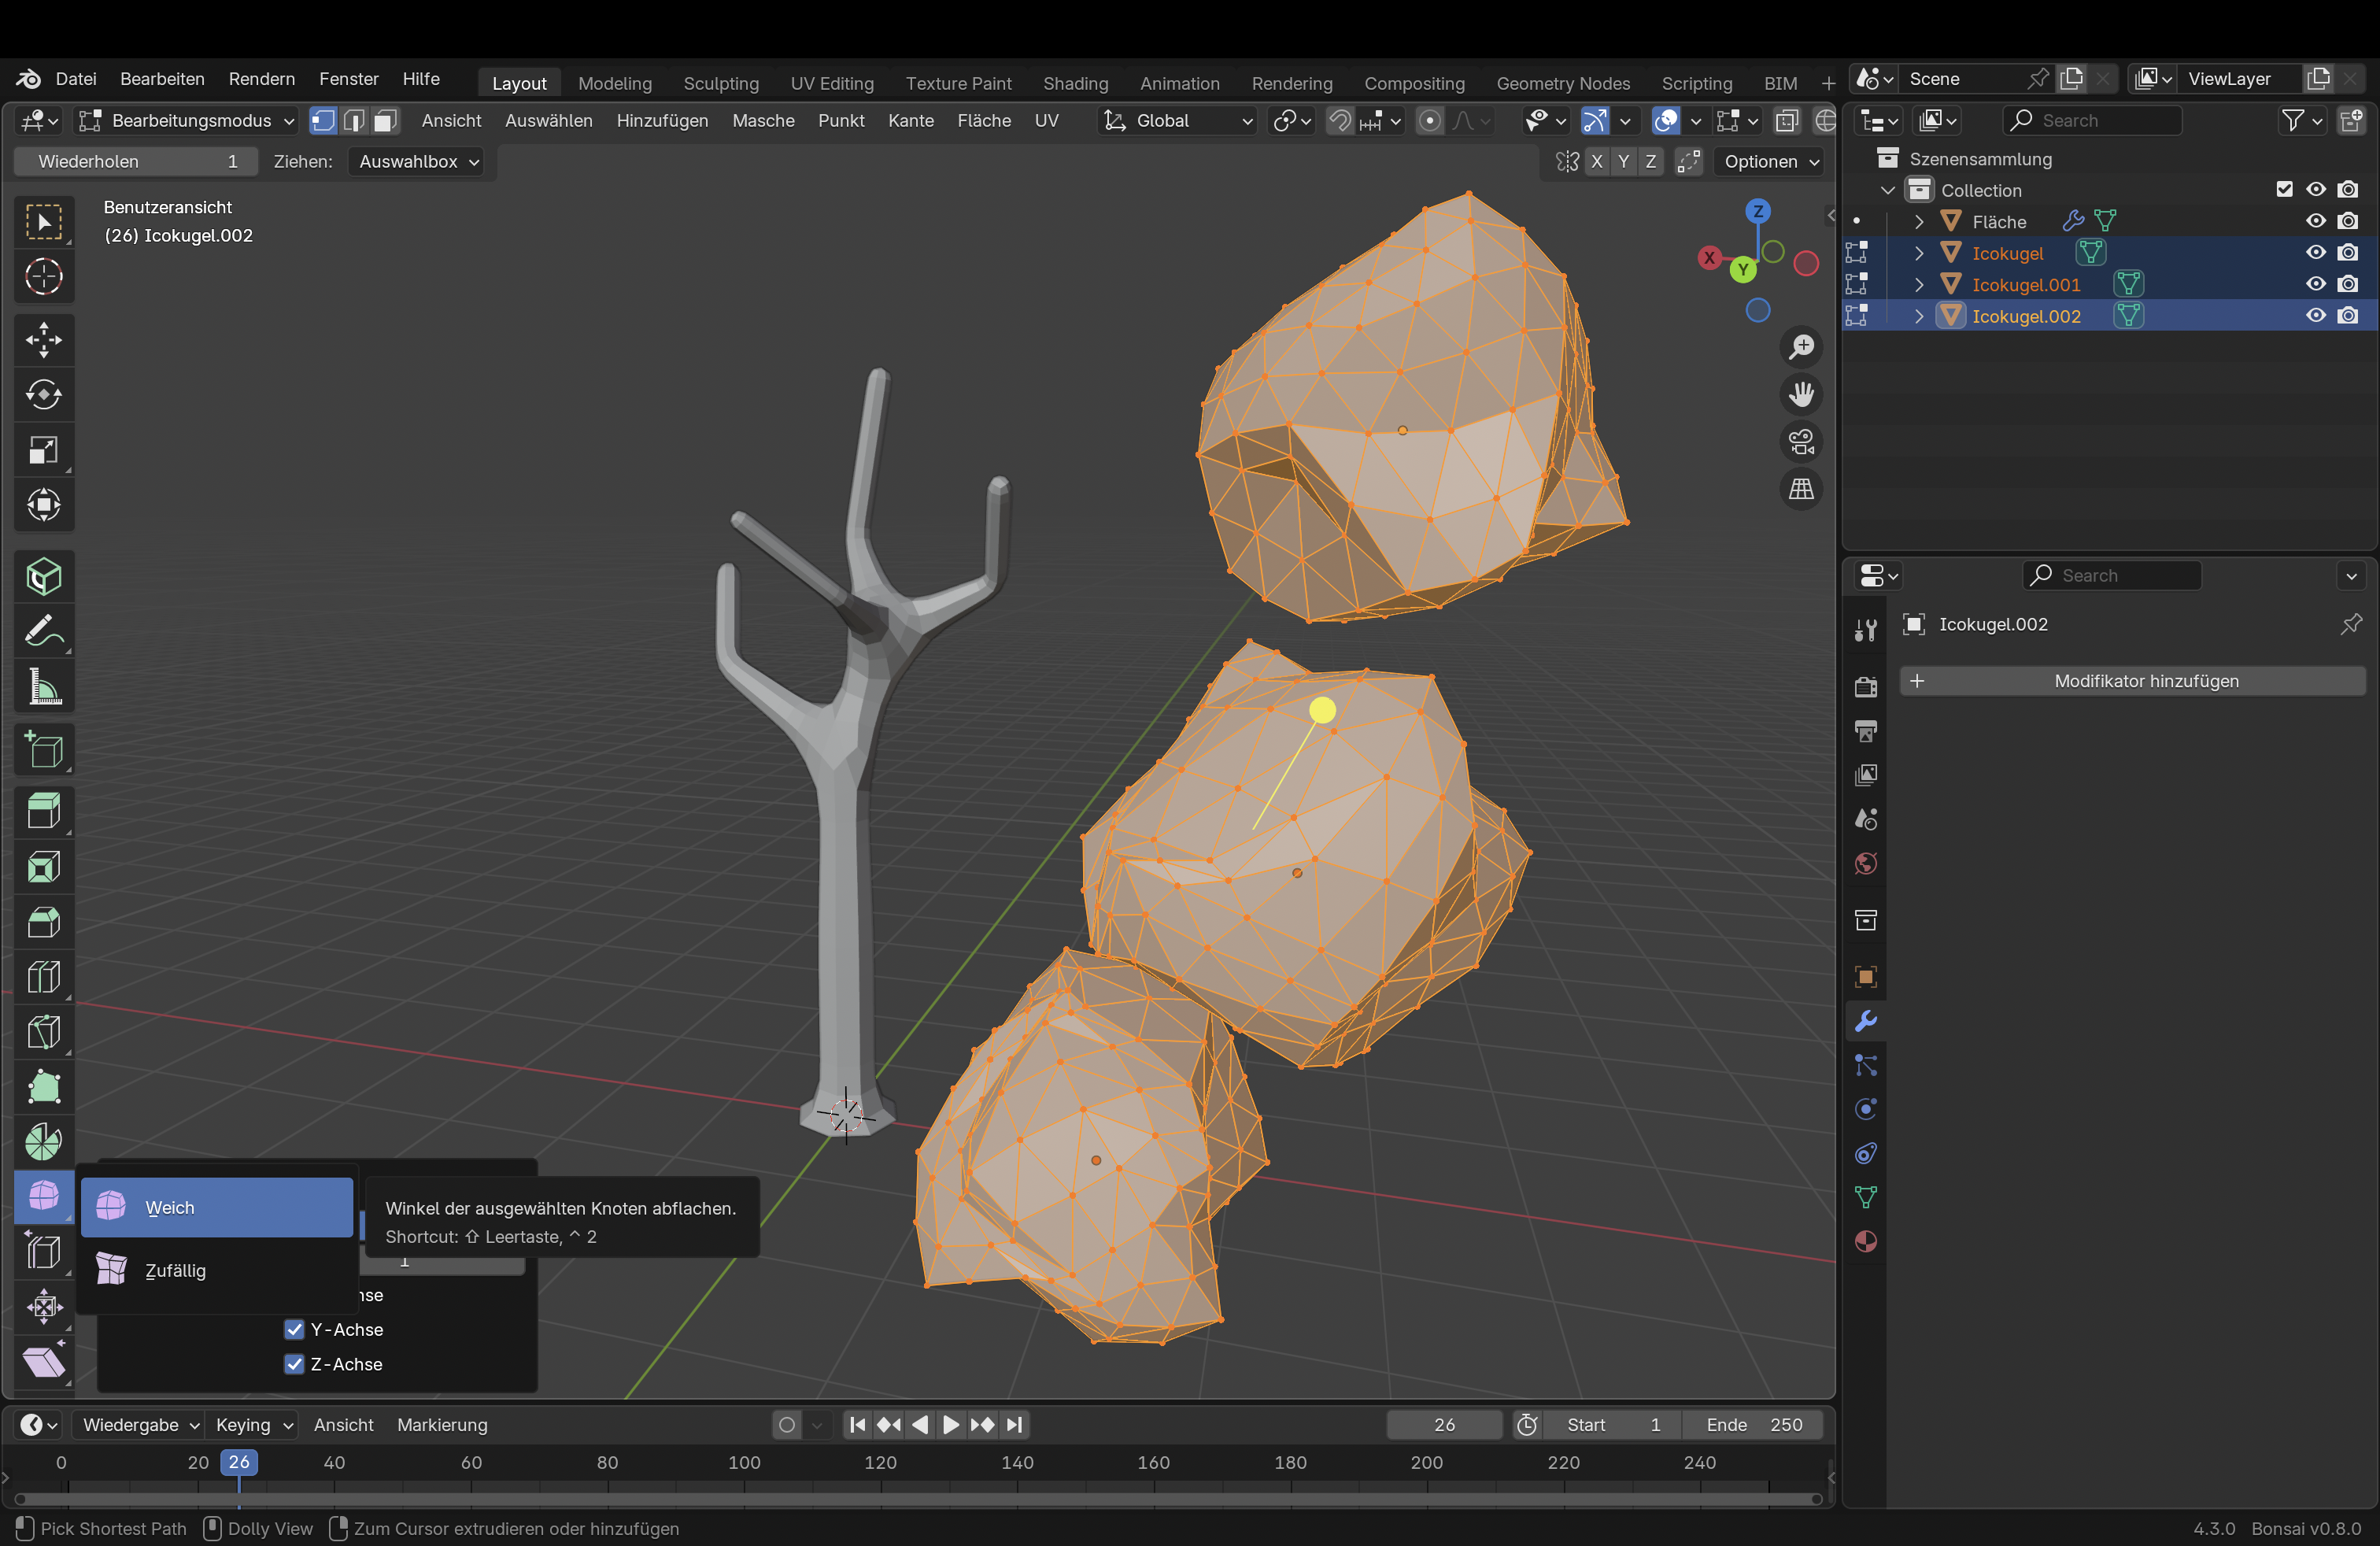 Datei Bearbeiten Rendern Fenster Hilfe Layout Modeling Sculpting UV Editing Texture Paint Shading Animation Rendering Compositing Geometry Nodes Scripting BIM + Scene ViewLayer
Bearbeitungsmodus Ansicht Auswählen Hinzufügen Masche Punkt Kante Fläche UV Global Search
Wiederholen 1 Ziehen: Auswahlbox X Y Z Optionen
Szenensammlung
Collection
Fläche
Icokugel
Icokugel.001
Icokugel.002
Benutzeransicht
(26) Icokugel.002
Z
X
Y
Search
Icokugel.002
+ Modifikator hinzufügen
Weich
Zufällig
Winkel der ausgewählten Knoten abflachen.
Shortcut: ⇧ Leertaste, ^ 2
1
hse
Y-Achse
Z-Achse
Wiedergabe Keying Ansicht Markierung 26 Start 1 Ende 250
0 20 26 40 60 80 100 120 140 160 180 200 220 240
Pick Shortest Path Dolly View Zum Cursor extrudieren oder hinzufügen 4.3.0 Bonsai v0.8.0